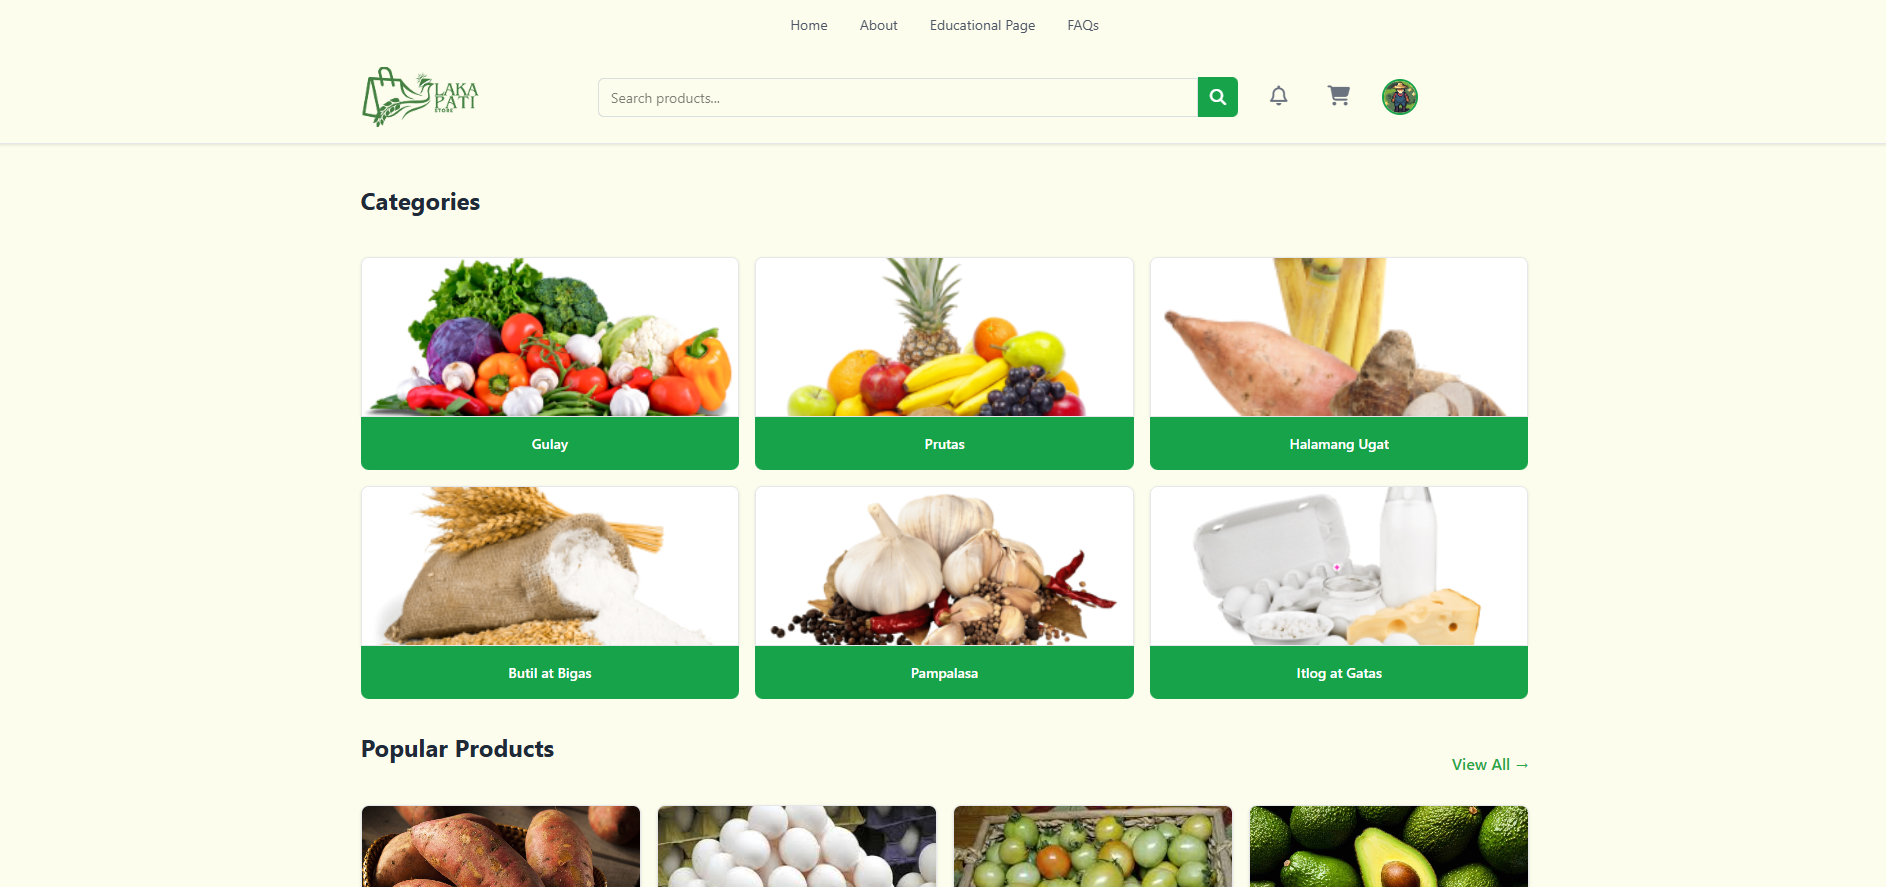 Home About Educational Page FAQs
LAKA
PATI
STORE
Search products...
Categories
Gulay Prutas Halamang Ugat
Butil at Bigas Pampalasa Itlog at Gatas
Popular Products
View All →